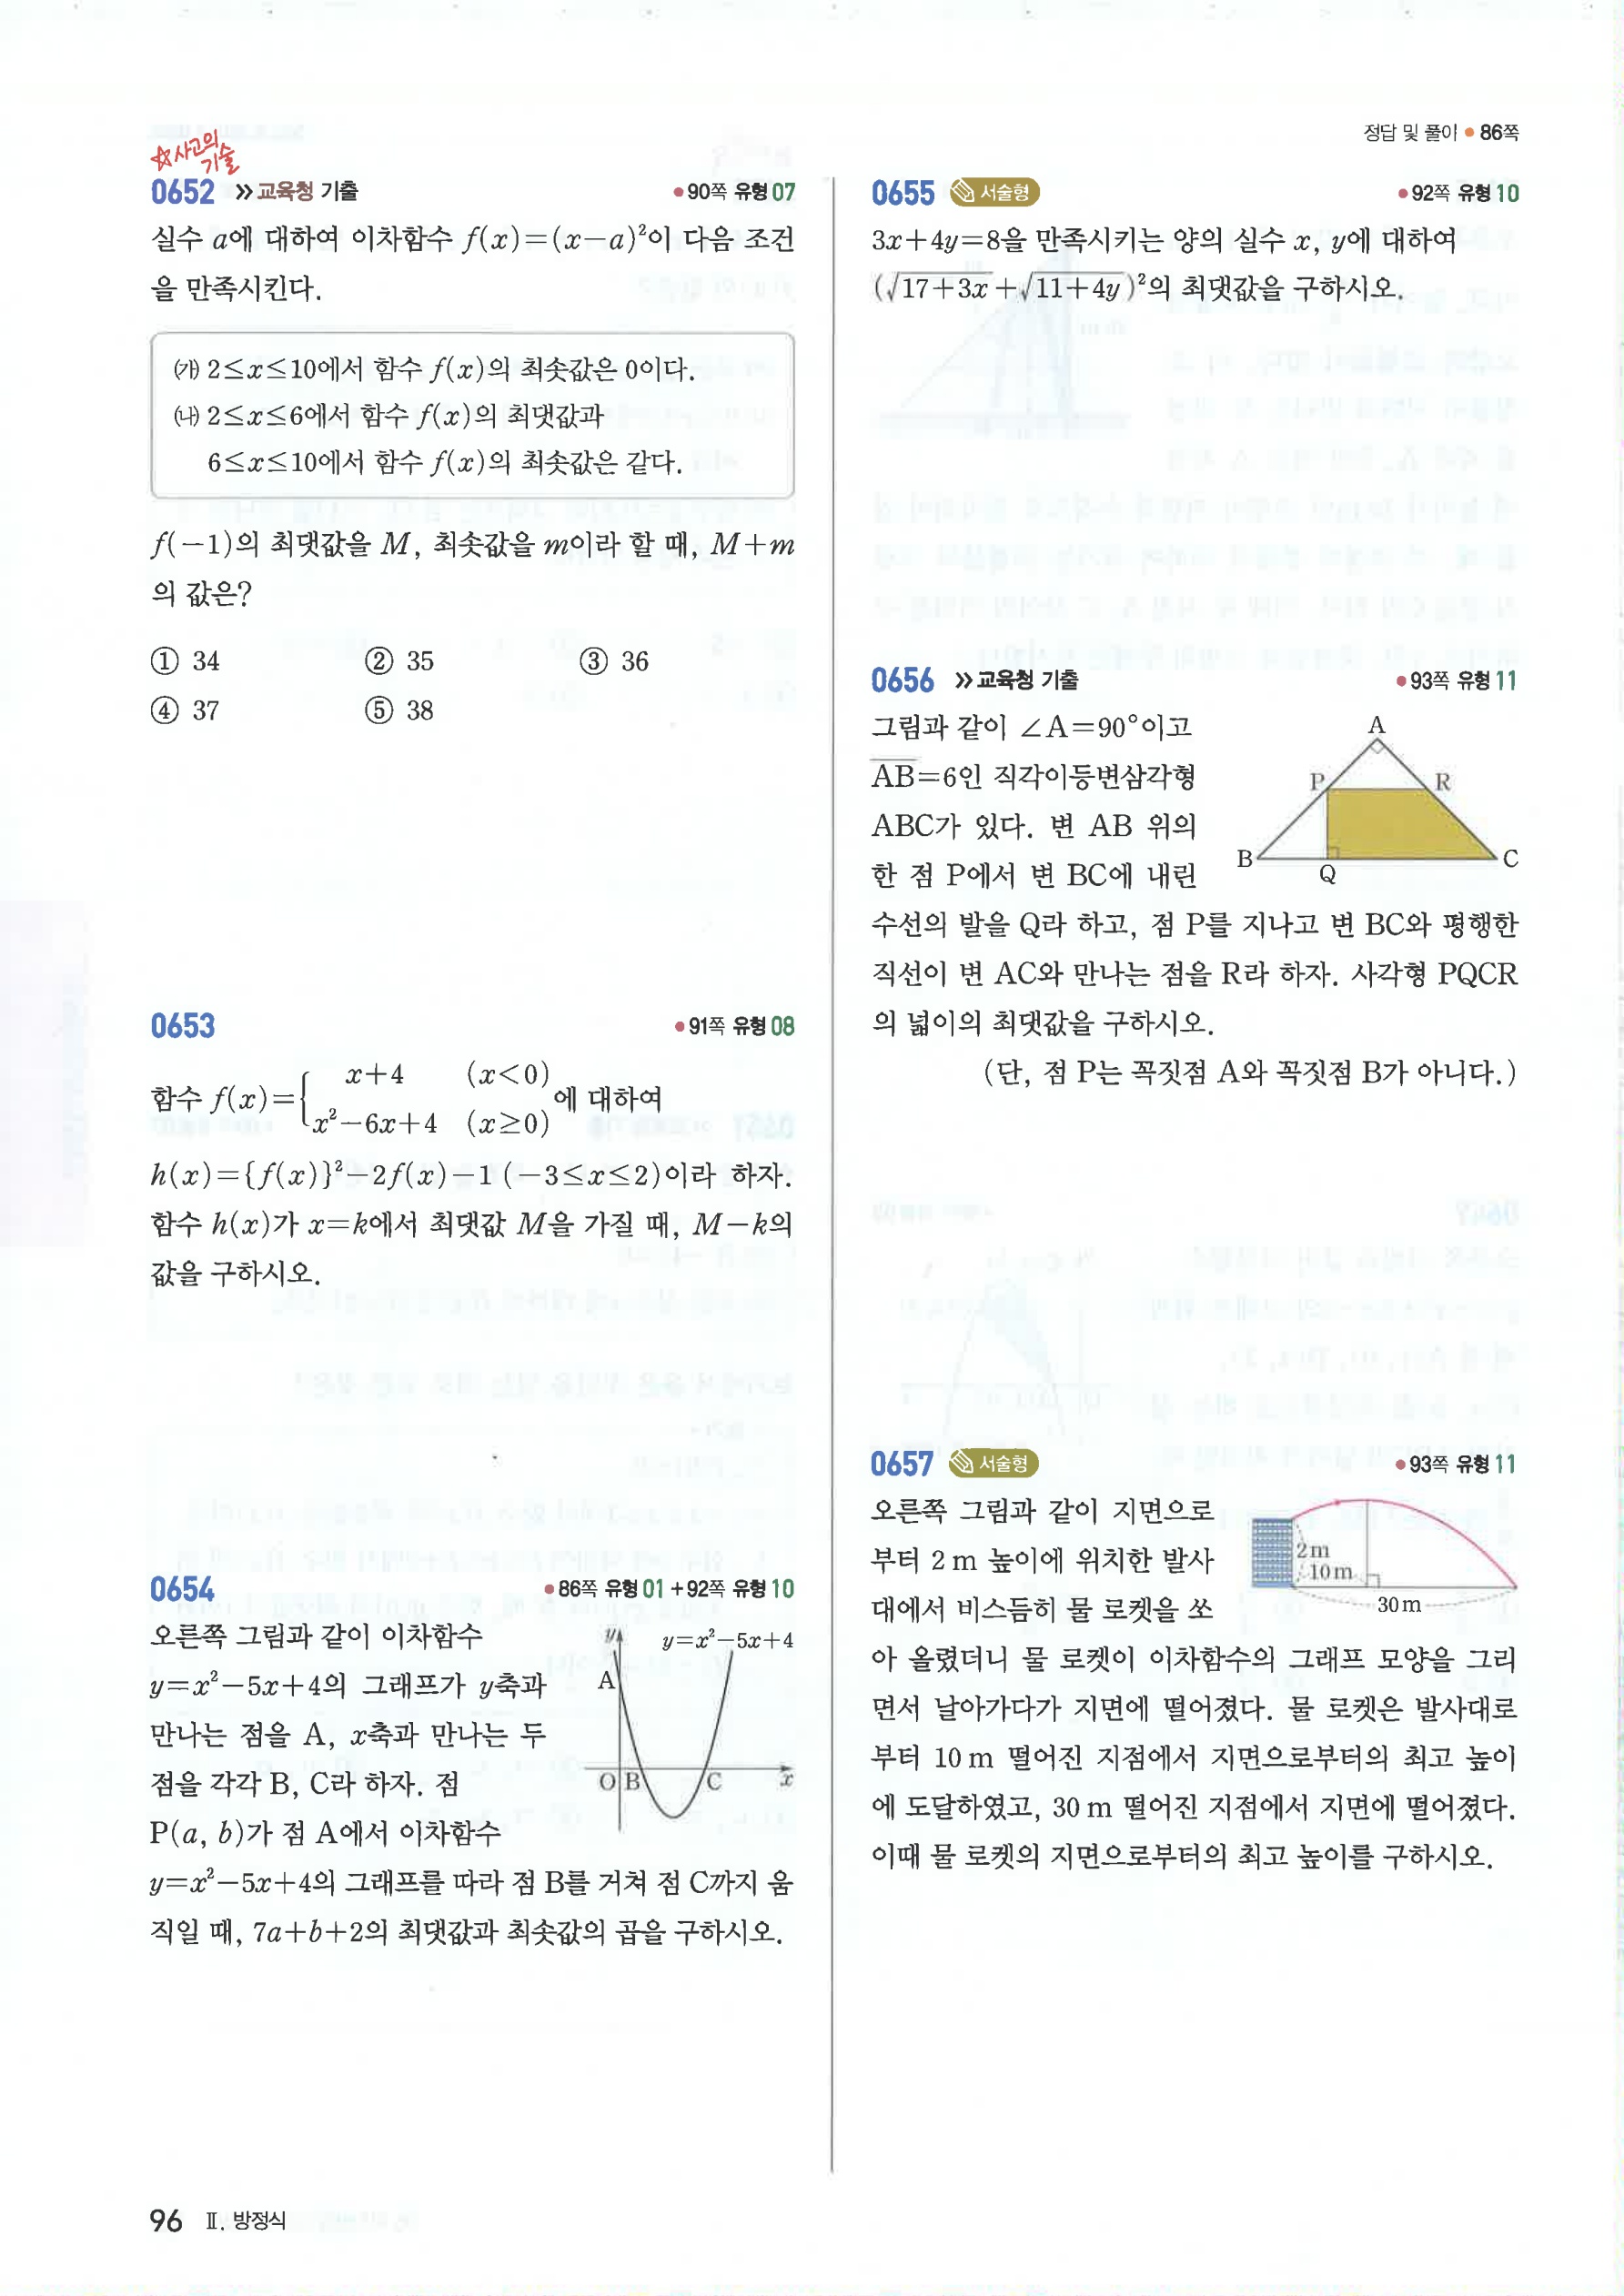 정답 및 풀이 ● 86쪽
☆사고의
기술
0652 ≫교육청 기출 ●90쪽 유형 07
실수 a에 대하여 이차함수 f(x)=(x-a)²이 다음 조건
을 만족시킨다.
㈎ 2≤x≤10에서 함수 f(x)의 최솟값은 0이다.
㈏ 2≤x≤6에서 함수 f(x)의 최댓값과
6≤x≤10에서 함수 f(x)의 최솟값은 같다.
f(-1)의 최댓값을 M, 최솟값을 m이라 할 때, M+m
의 값은?
① 34 ② 35 ③ 36
④ 37 ⑤ 38
0653 ●91쪽 유형 08
함수 f(x)={ x+4 (x<0)
x²-6x+4 (x≥0) 에 대하여
h(x)={f(x)}²-2f(x)-1 (-3≤x≤2)이라 하자.
함수 h(x)가 x=k에서 최댓값 M을 가질 때, M-k의
값을 구하시오.
0654 ●86쪽 유형 01 +92쪽 유형 10
오른쪽 그림과 같이 이차함수
y=x²-5x+4의 그래프가 y축과
만나는 점을 A, x축과 만나는 두
점을 각각 B, C라 하자. 점
P(a, b)가 점 A에서 이차함수
y=x²-5x+4의 그래프를 따라 점 B를 거쳐 점 C까지 움
직일 때, 7a+b+2의 최댓값과 최솟값의 곱을 구하시오.
y y=x²-5x+4
A
O B C x
0655 서술형 ●92쪽 유형 10
3x+4y=8을 만족시키는 양의 실수 x, y에 대하여
(√17+3x+√11+4y)²의 최댓값을 구하시오.
0656 ≫교육청 기출 ●93쪽 유형 11
그림과 같이 ∠A=90°이고
AB=6인 직각이등변삼각형
ABC가 있다. 변 AB 위의
한 점 P에서 변 BC에 내린
수선의 발을 Q라 하고, 점 P를 지나고 변 BC와 평행한
직선이 변 AC와 만나는 점을 R라 하자. 사각형 PQCR
의 넓이의 최댓값을 구하시오.
(단, 점 P는 꼭짓점 A와 꼭짓점 B가 아니다.)
A
P R
B Q C
0657 서술형 ●93쪽 유형 11
오른쪽 그림과 같이 지면으로
부터 2 m 높이에 위치한 발사
대에서 비스듬히 물 로켓을 쏘
아 올렸더니 물 로켓이 이차함수의 그래프 모양을 그리
면서 날아가다가 지면에 떨어졌다. 물 로켓은 발사대로
부터 10 m 떨어진 지점에서 지면으로부터의 최고 높이
에 도달하였고, 30 m 떨어진 지점에서 지면에 떨어졌다.
이때 물 로켓의 지면으로부터의 최고 높이를 구하시오.
2m
10m
30m
96 Ⅱ. 방정식